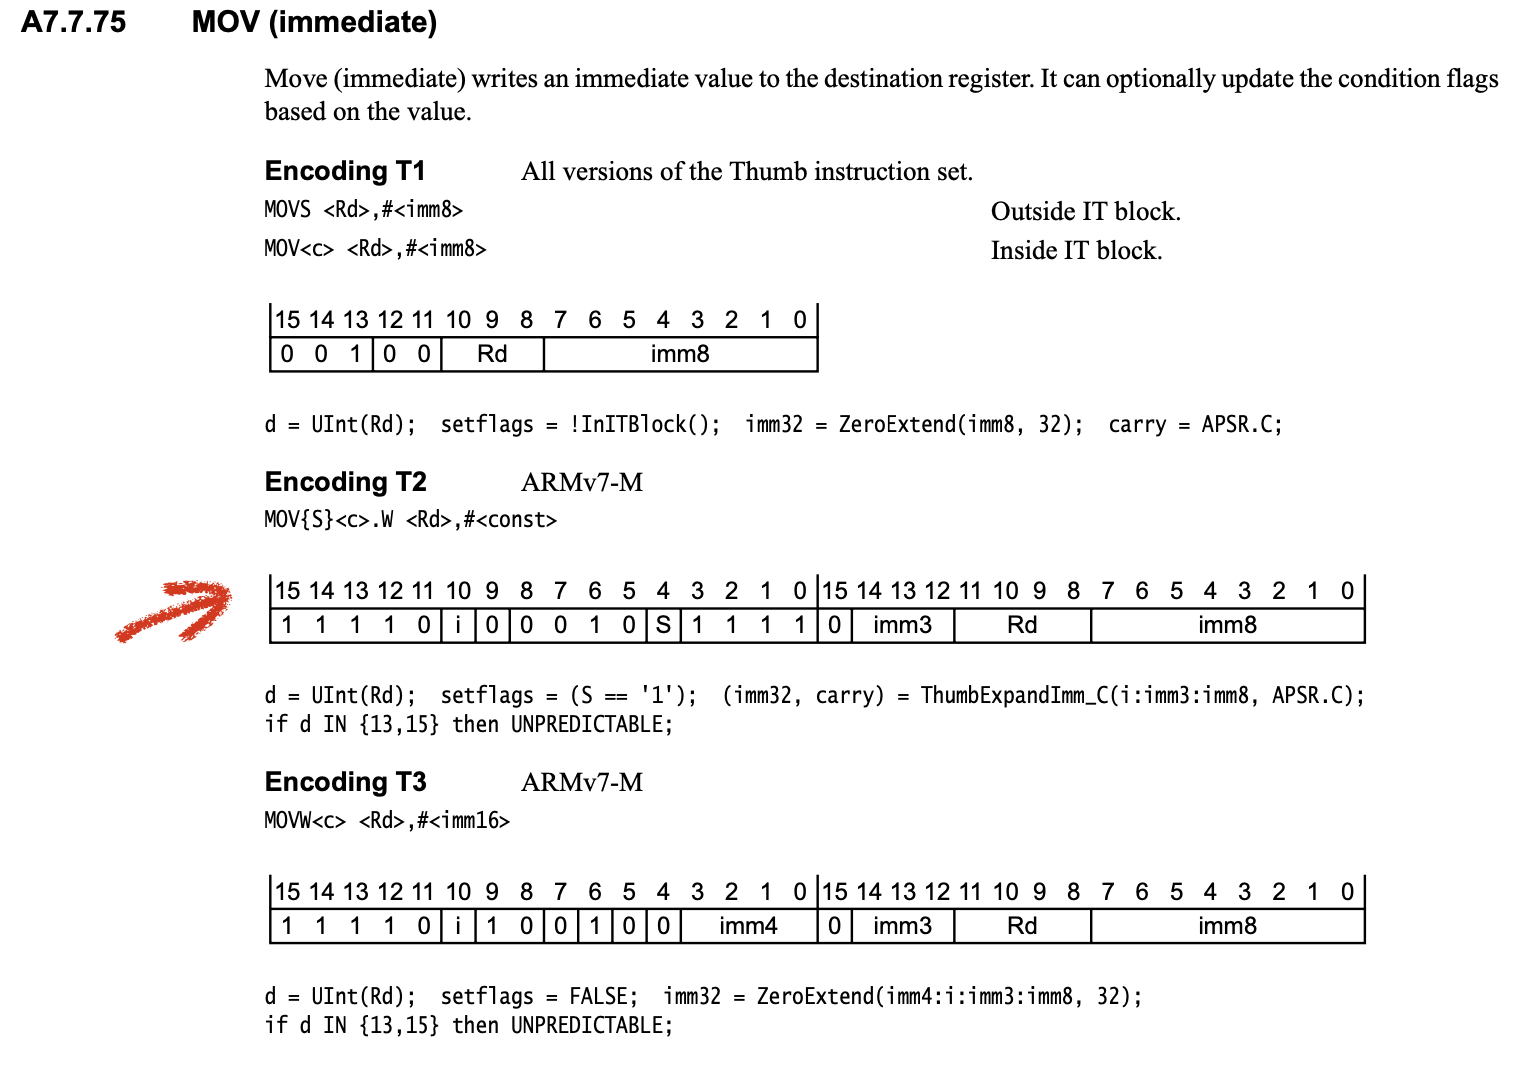 A7.7.75 MOV (immediate)
Move (immediate) writes an immediate value to the destination register. It can optionally update the condition flags
based on the value.
Encoding T1 All versions of the Thumb instruction set.
MOVS <Rd>,#<imm8> Outside IT block.
MOV<c> <Rd>,#<imm8> Inside IT block.
15 14 13 12 11 10 9 8 7 6 5 4 3 2 1 0
0 0 1 0 0 Rd imm8
d = UInt(Rd); setflags = !InITBlock(); imm32 = ZeroExtend(imm8, 32); carry = APSR.C;
Encoding T2 ARMv7-M
MOV{S}<c>.W <Rd>,#<const>
15 14 13 12 11 10 9 8 7 6 5 4 3 2 1 0 15 14 13 12 11 10 9 8 7 6 5 4 3 2 1 0
1 1 1 1 0 i 0 0 0 1 0 S 1 1 1 1 0 imm3 Rd imm8
d = UInt(Rd); setflags = (S == '1'); (imm32, carry) = ThumbExpandImm_C(i:imm3:imm8, APSR.C);
if d IN {13,15} then UNPREDICTABLE;
Encoding T3 ARMv7-M
MOVW<c> <Rd>,#<imm16>
15 14 13 12 11 10 9 8 7 6 5 4 3 2 1 0 15 14 13 12 11 10 9 8 7 6 5 4 3 2 1 0
1 1 1 1 0 i 1 0 0 1 0 0 imm4 0 imm3 Rd imm8
d = UInt(Rd); setflags = FALSE; imm32 = ZeroExtend(imm4:i:imm3:imm8, 32);
if d IN {13,15} then UNPREDICTABLE;